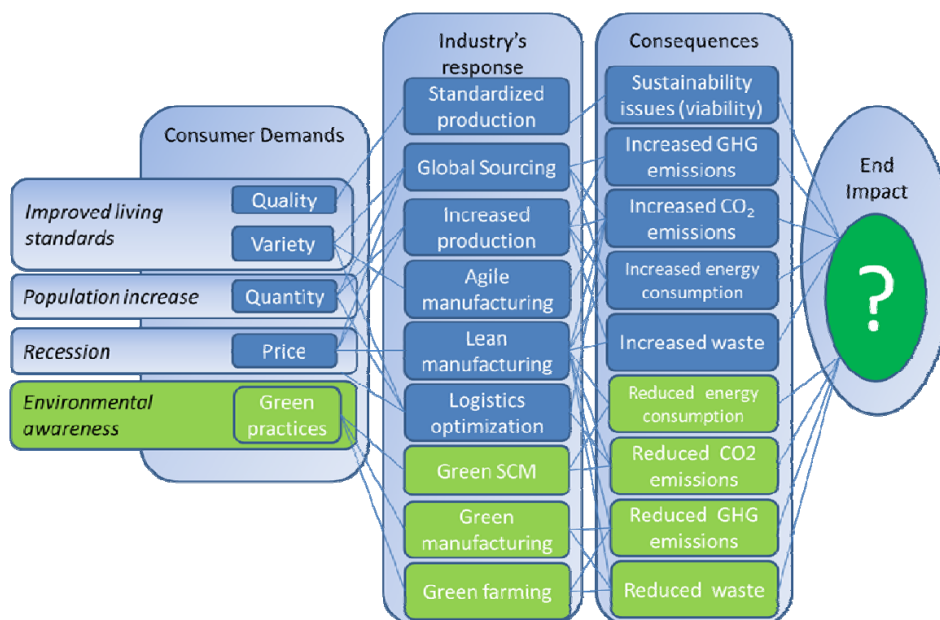 Consumer Demands
Improved living
standards
Quality
Variety
Population increase
Quantity
Recession
Price
Environmental
awareness
Green
practices
Industry's
response
Standardized
production
Global Sourcing
Increased
production
Agile
manufacturing
Lean
manufacturing
Logistics
optimization
Green SCM
Green
manufacturing
Green farming
Consequences
Sustainability
issues (viability)
Increased GHG
emissions
Increased CO₂
emissions
Increased energy
consumption
Increased waste
Reduced energy
consumption
Reduced CO2
emissions
Reduced GHG
emissions
Reduced waste
End
Impact
?